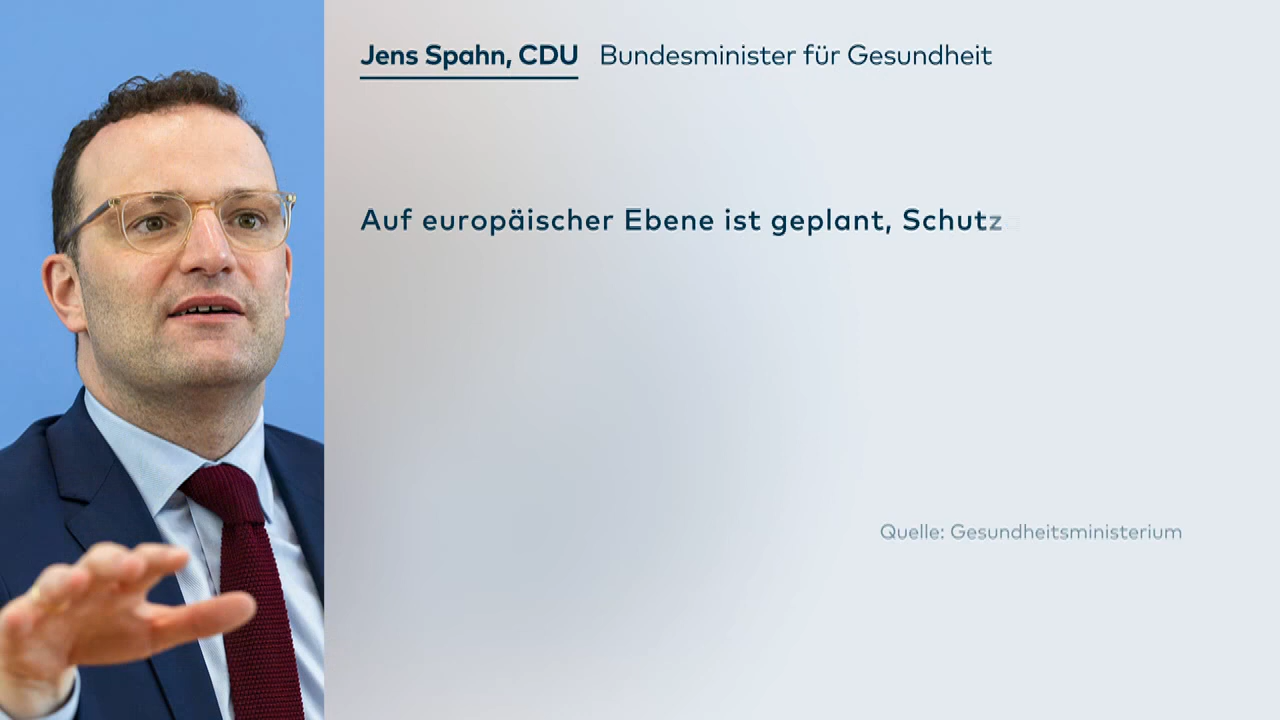 Jens Spahn, CDU Bundesminister für Gesundheit
Auf europäischer Ebene ist geplant, Schutz
Quelle: Gesundheitsministerium